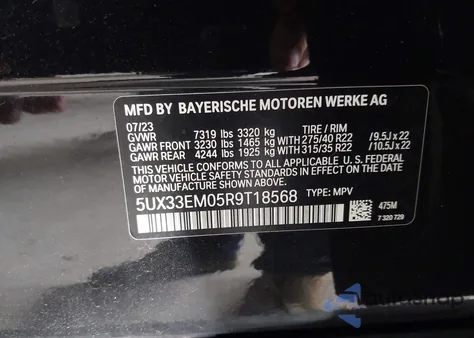 MFD BY BAYERISCHE MOTOREN WERKE AG
07/23
GVWR 7319 lbs 3320 kg TIRE / RIM
GAWR FRONT 3230 lbs 1465 kg WITH 275/40 R22 /9.5J x 22
GAWR REAR 4244 lbs 1925 kg WITH 315/35 R22 /10.5J x 22
THIS VEHICLE CONFORMS TO ALL APPLICABLE U. S. FEDERAL
MOTOR VEHICLE SAFETY AND THEFT PREVENTION STANDARDS
IN EFFECT ON THE DATE OF MANUFACTURE SHOWN ABOVE.
5UX33EM05R9T18568 TYPE: MPV
475M
7 320 729